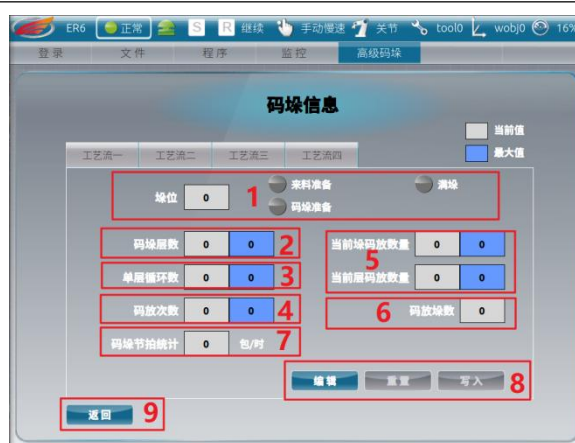 ER6 正常 S R 继续 手动慢速 关节 tool0 wobj0 16%
登录 文件 程序 监控 高级码垛
码垛信息
当前值
最大值
工艺流一 工艺流二 工艺流三 工艺流四
垛位 0 1 来料准备 满垛
码垛准备
码垛层数 0 0 2
当前垛码放数量 0 0
单层循环数 0 0 3
5
当前层码放数量 0 0
码放次数 0 0 4
6 码放垛数 0
码垛节拍统计 0 包/时 7
编辑 重置 写入 8
返回 9